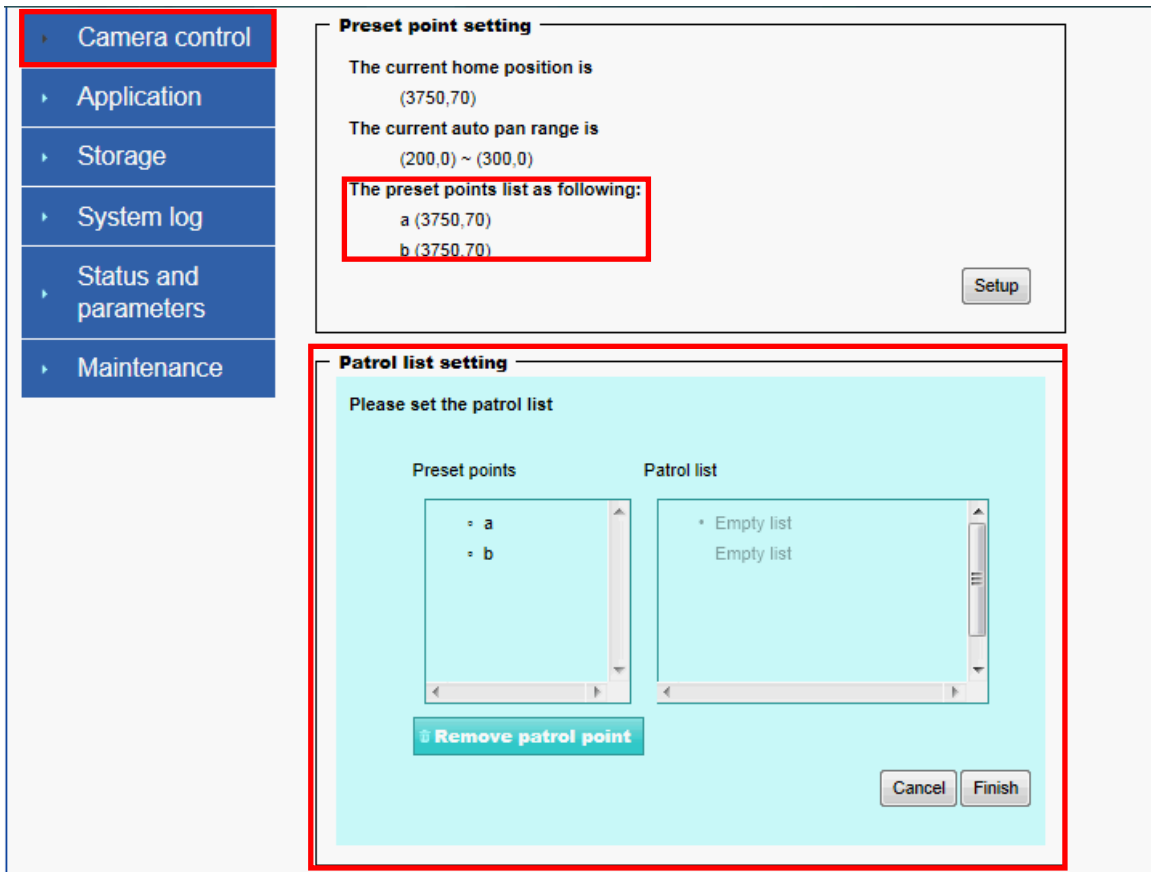 Camera control
Application
Storage
System log
Status and
parameters
Maintenance
Preset point setting
The current home position is
(3750,70)
The current auto pan range is
(200,0) ~ (300,0)
The preset points list as following:
a (3750,70)
b (3750,70)
Setup
Patrol list setting
Please set the patrol list
Preset points
Patrol list
a
b
Empty list
Empty list
Remove patrol point
Cancel
Finish